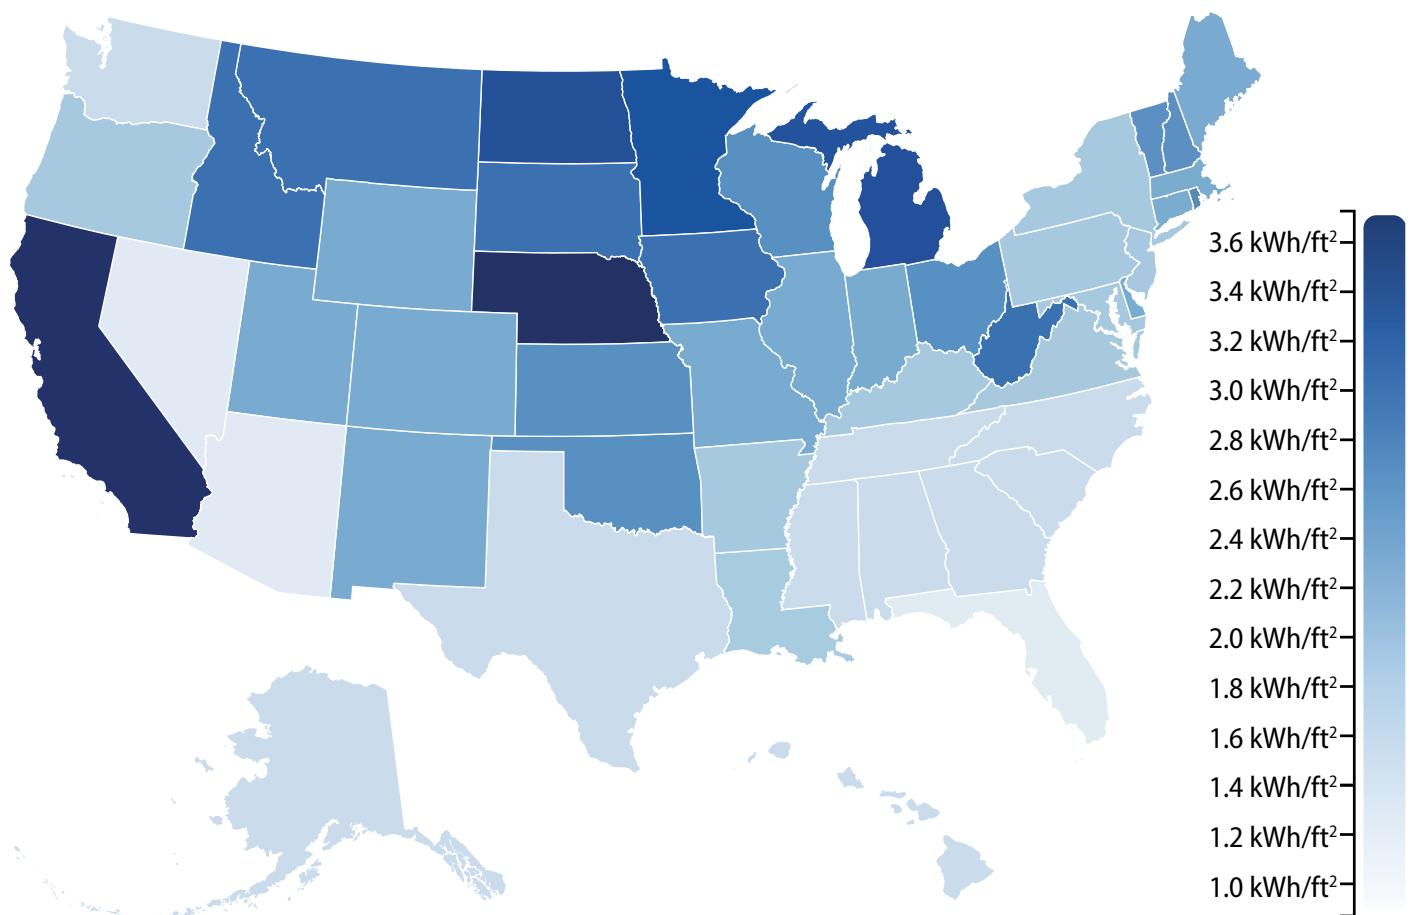 3.6 kWh/ft²
3.4 kWh/ft²
3.2 kWh/ft²
3.0 kWh/ft²
2.8 kWh/ft²
2.6 kWh/ft²
2.4 kWh/ft²
2.2 kWh/ft²
2.0 kWh/ft²
1.8 kWh/ft²
1.6 kWh/ft²
1.4 kWh/ft²
1.2 kWh/ft²
1.0 kWh/ft²